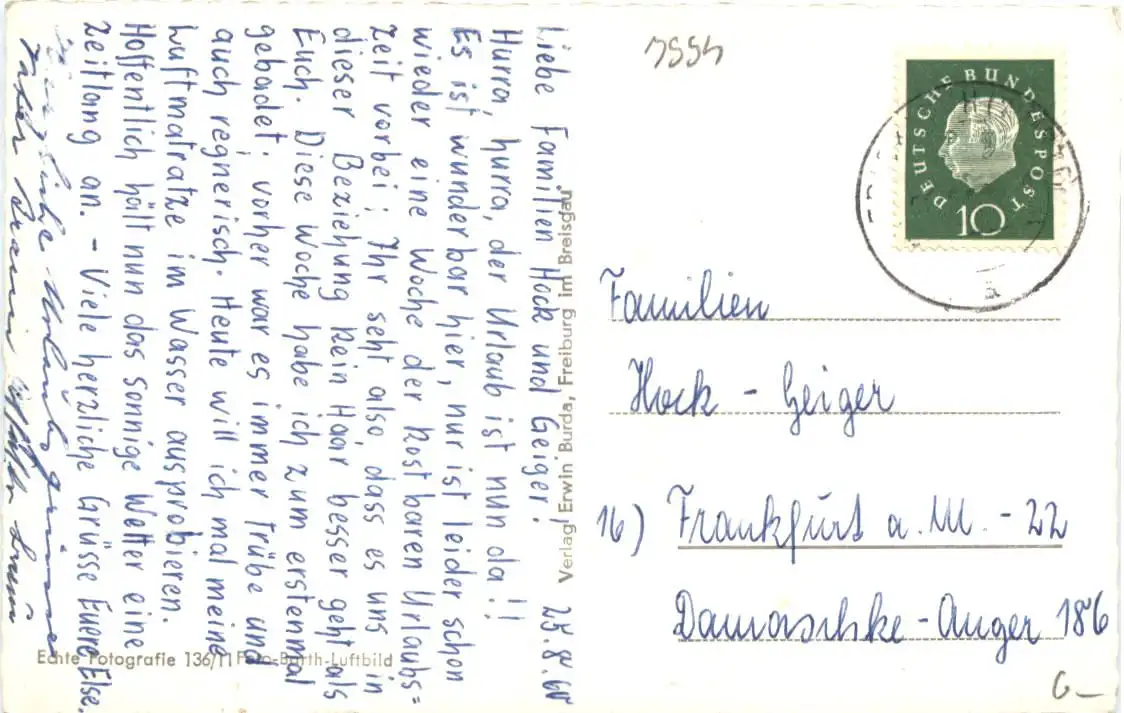 25.8.60
Liebe Familien Hock und Geiger!
Hurra, hurra, der Urlaub ist nun da!!
Es ist wunderbar hier, nur ist leider schon
wieder eine Woche der kostbaren Urlaubs=
zeit vorbei; Ihr seht also, dass es uns in
dieser Beziehung kein Haar besser geht als
Euch. Diese Woche habe ich zum erstenmal
gebadet. vorher war es immer trübe und
auch regnerisch. Heute will ich mal meine
Luftmatratze im Wasser ausprobieren.
Hoffentlich hält nun das sonnige Wetter eine
Zeitlang an. - Viele herzliche Grüsse Euere Else.
Urlaubsgrüsse
Verlag Erwin Burda, Freiburg im Breisgau
Echte Fotografie 136/11 Foto-Barth-Luftbild
DEUTSCHE BUNDESPOST
10
Familien
Hock - Geiger
16) Frankfurt a. M. - 22
Damaschke-Anger 186